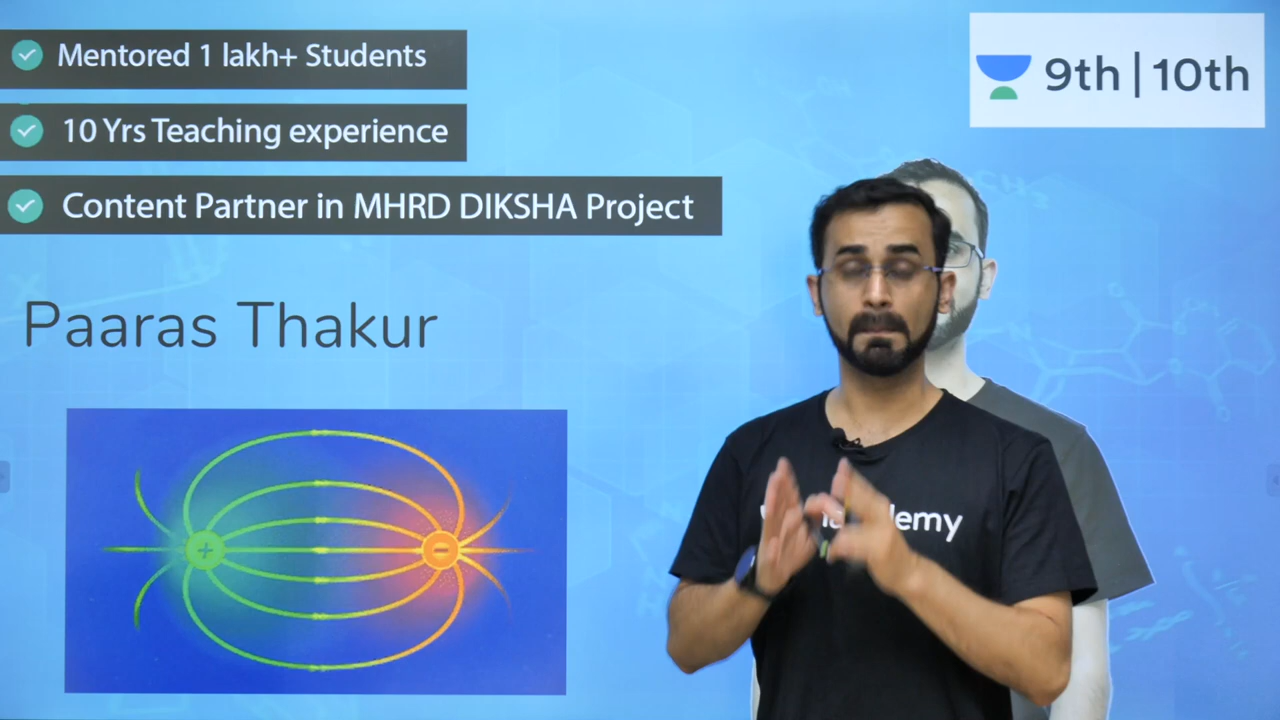 Mentored 1 lakh+ Students
10 Yrs Teaching experience
Content Partner in MHRD DIKSHA Project
9th | 10th
Paaras Thakur
+
-